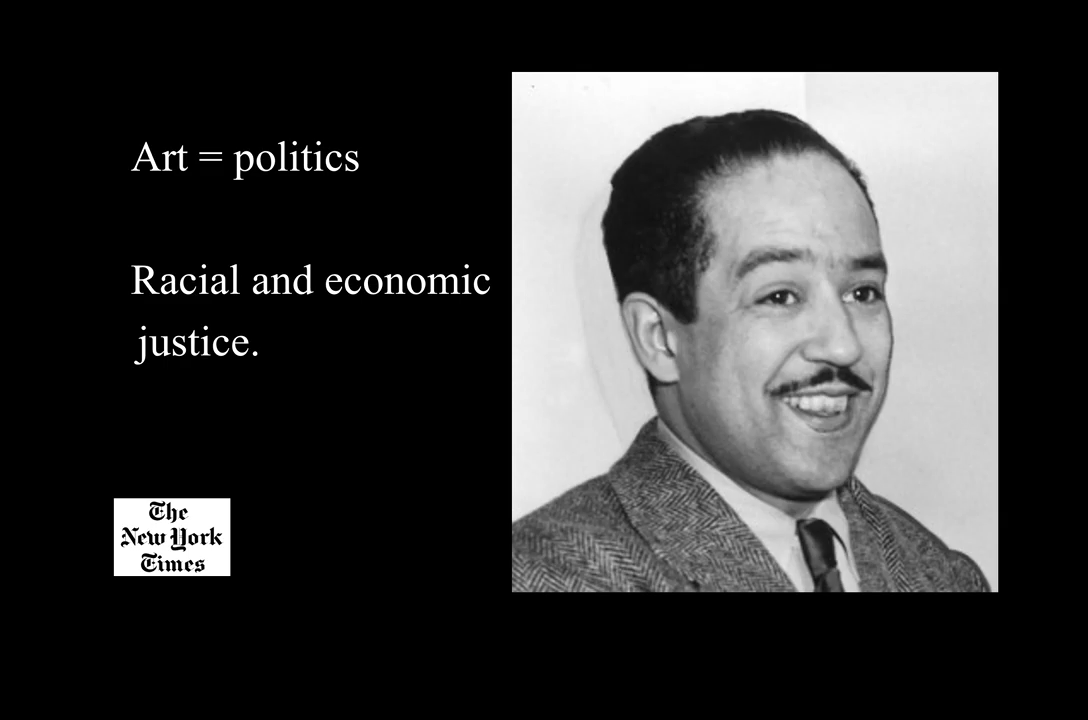 Art = politics
Racial and economic
justice.
The
New York
Times